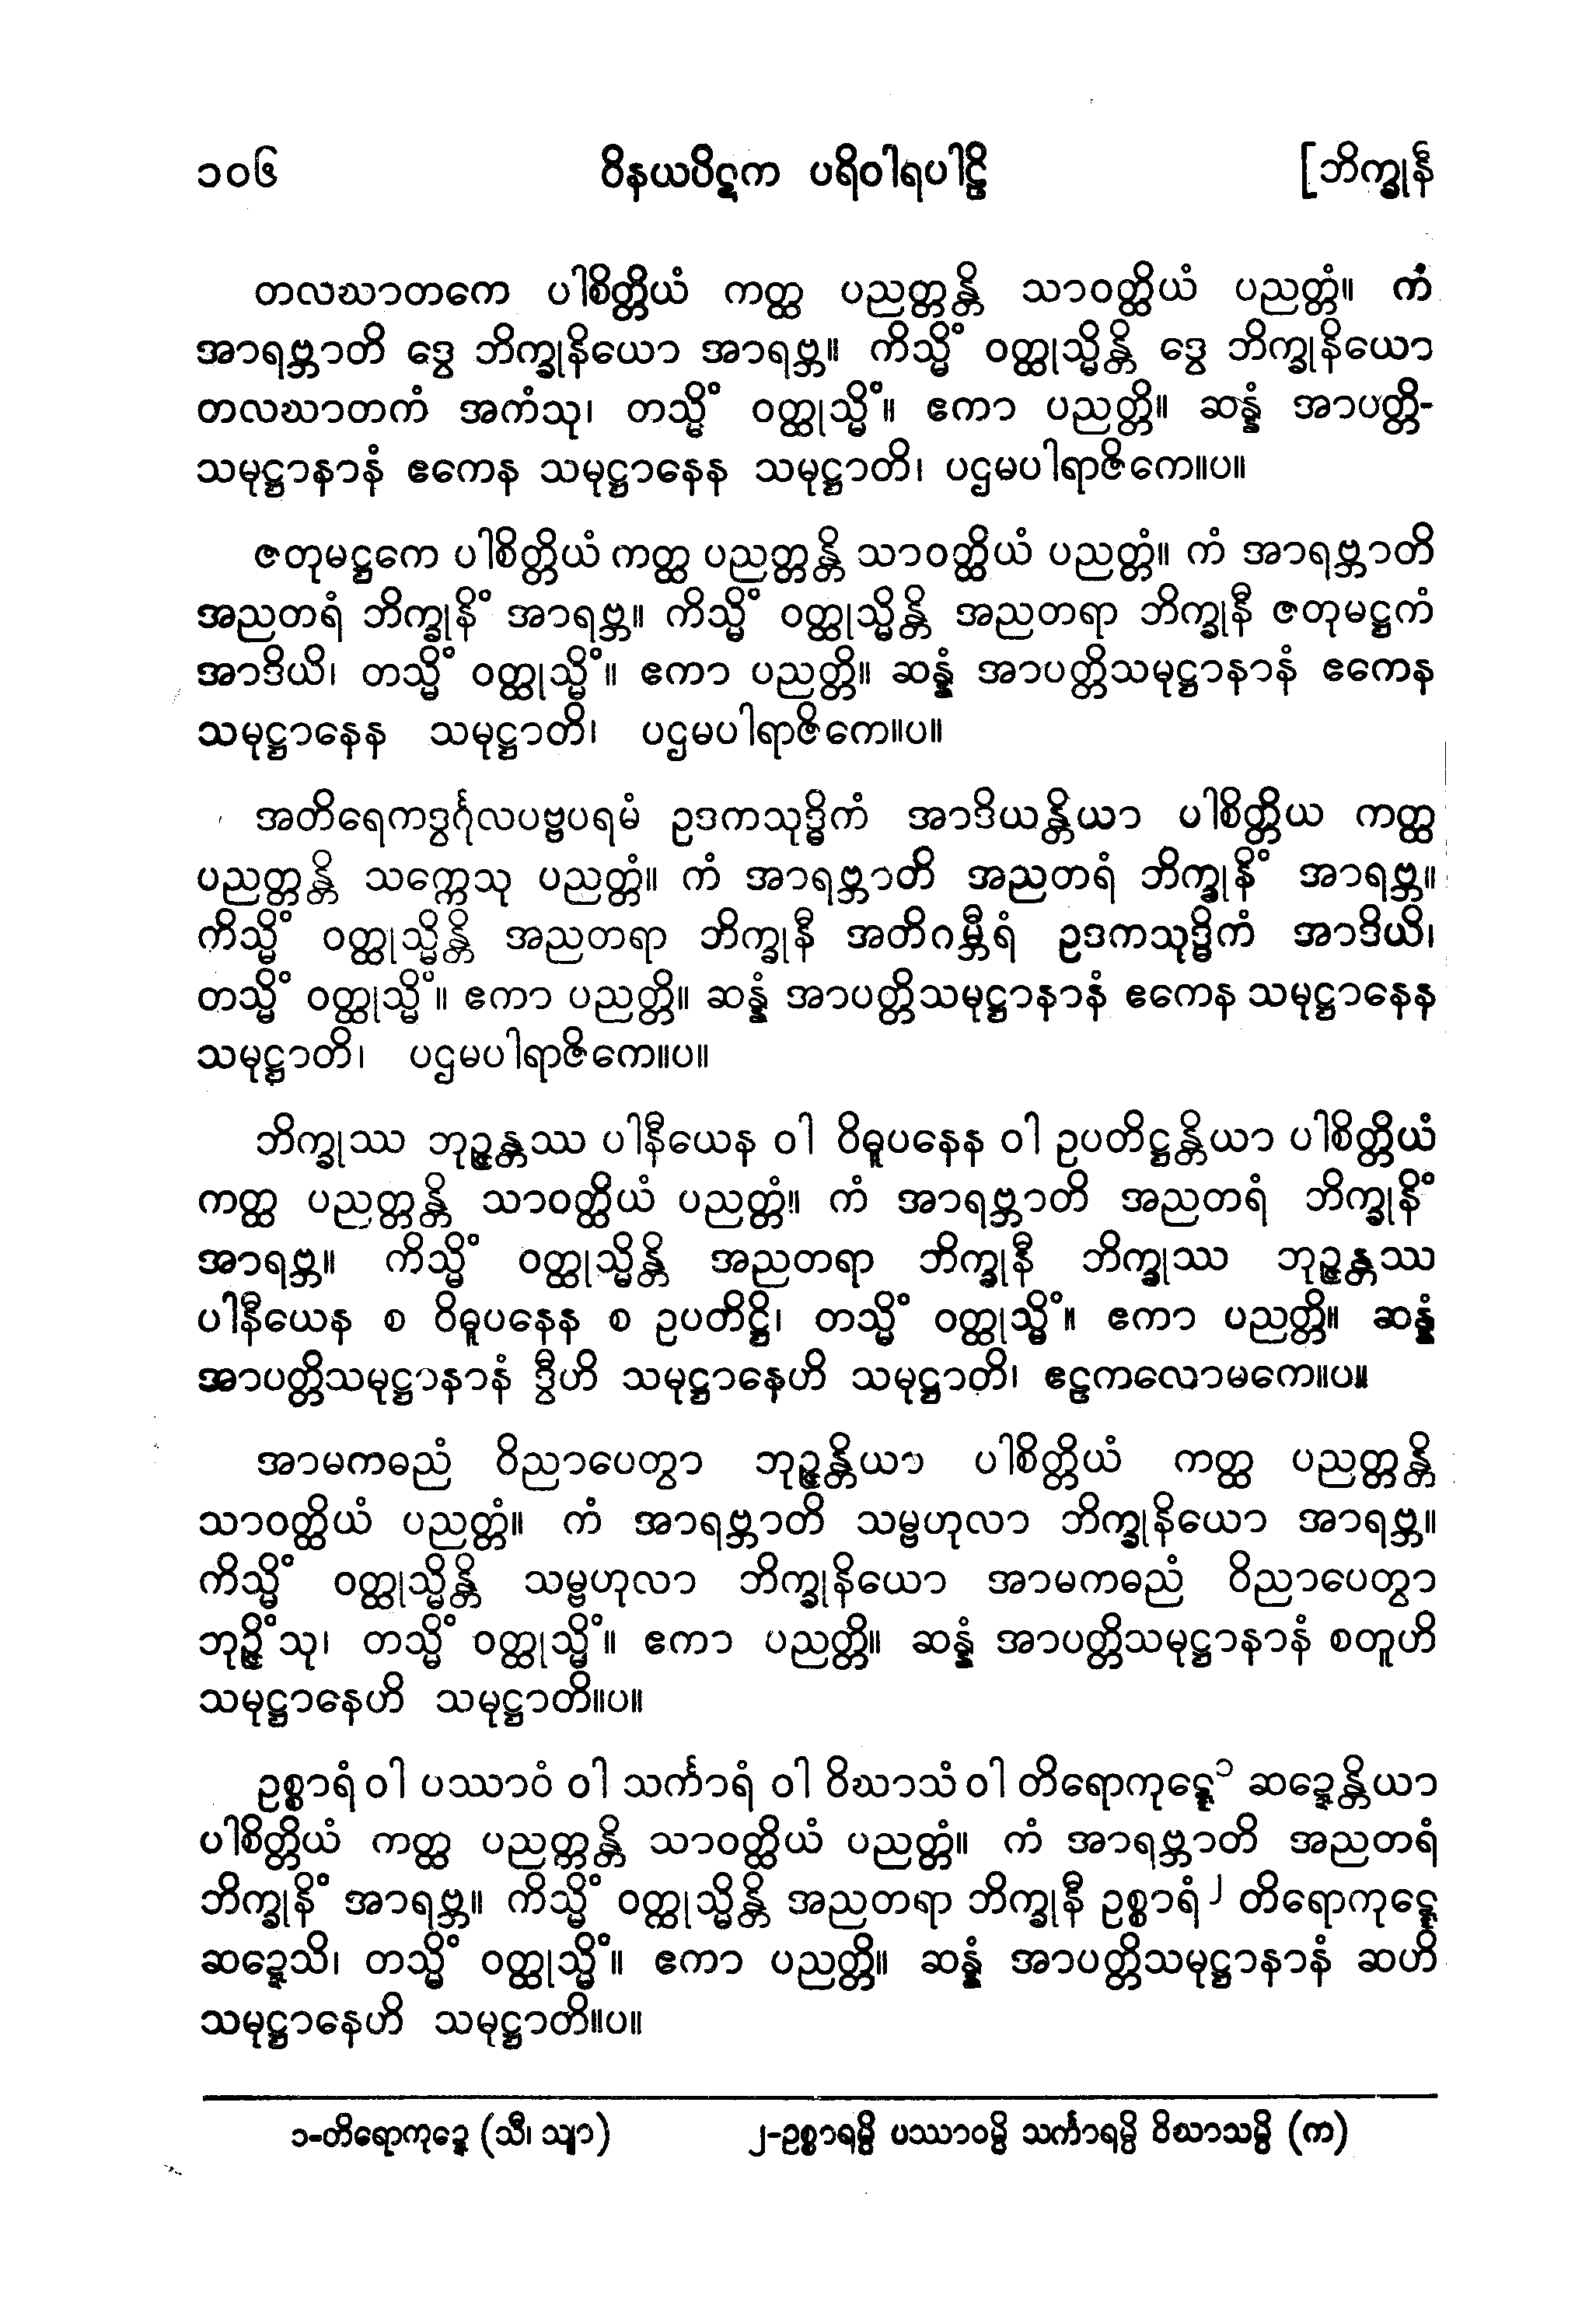 ၁၀၆ ဝိနယပိဋက ပရိဝါရပါဠိ [ဘိက္ခုနီ
တလဃာတကေ ပါစိတ္တိယံ ကတ္ထ ပညတ္တန္တိ သာဝတ္ထိယံ ပညတ္တံ။ ကံ
အာရဗ္ဘာတိ ဒွေ ဘိက္ခုနိယော အာရဗ္ဘ။ ကိသ္မိံ ဝတ္ထုသ္မိန္တိ ဒွေ ဘိက္ခုနိယော
တလဃာတကံ အကံသု၊ တသ္မိံ ဝတ္ထုသ္မိံ။ ဧကာ ပညတ္တိ။ ဆန္နံ အာပတ္တိ-
သမုဋ္ဌာနာနံ ဧကေန သမုဋ္ဌာနေန သမုဋ္ဌာတိ၊ ပဌမပါရာဇိကေ။ပ။
ဇတုမဋ္ဌကေ ပါစိတ္တိယံ ကတ္ထ ပညတ္တန္တိ သာဝတ္ထိယံ ပညတ္တံ။ ကံ အာရဗ္ဘာတိ
အညတရံ ဘိက္ခုနိံ အာရဗ္ဘ။ ကိသ္မိံ ဝတ္ထုသ္မိန္တိ အညတရာ ဘိက္ခုနီ ဇတုမဋ္ဌကံ
အာဒိယိ၊ တသ္မိံ ဝတ္ထုသ္မိံ။ ဧကာ ပညတ္တိ။ ဆန္နံ အာပတ္တိသမုဋ္ဌာနာနံ ဧကေန
သမုဋ္ဌာနေန သမုဋ္ဌာတိ၊ ပဌမပါရာဇိကေ။ပ။
အတိရေကဒွင်္ဂုလပဗ္ဗပရမံ ဥဒကသုဒ္ဓိကံ အာဒိယန္တိယာ ပါစိတ္တိယ ကတ္ထ
ပညတ္တန္တိ သက္ကေသု ပညတ္တံ။ ကံ အာရဗ္ဘာတိ အညတရံ ဘိက္ခုနိံ အာရဗ္ဘ။
ကိသ္မိံ ဝတ္ထုသ္မိန္တိ အညတရာ ဘိက္ခုနီ အတိဂမ္ဘီရံ ဥဒကသုဒ္ဓိကံ အာဒိယိ၊
တသ္မိံ ဝတ္ထုသ္မိံ။ ဧကာ ပညတ္တိ။ ဆန္နံ အာပတ္တိသမုဋ္ဌာနာနံ ဧကေန သမုဋ္ဌာနေန
သမုဋ္ဌာတိ၊ ပဌမပါရာဇိကေ။ပ။
ဘိက္ခုဿ ဘုဉ္ဇန္တဿ ပါနီယေန ဝါ ဝိဓူပနေန ဝါ ဥပတိဋ္ဌန္တိယာ ပါစိတ္တိယံ
ကတ္ထ ပညတ္တန္တိ သာဝတ္ထိယံ ပညတ္တံ။ ကံ အာရဗ္ဘာတိ အညတရံ ဘိက္ခုနိံ
အာရဗ္ဘ။ ကိသ္မိံ ဝတ္ထုသ္မိန္တိ အညတရာ ဘိက္ခုနီ ဘိက္ခုဿ ဘုဉ္ဇန္တဿ
ပါနီယေန စ ဝိဓူပနေန စ ဥပတိဋ္ဌိ၊ တသ္မိံ ဝတ္ထုသ္မိံ။ ဧကာ ပညတ္တိ။ ဆန္နံ
အာပတ္တိသမုဋ္ဌာနာနံ ဒွီဟိ သမုဋ္ဌာနေဟိ သမုဋ္ဌာတိ၊ ဧဠကလောမကေ။ပ။
အာမကဓညံ ဝိညာပေတွာ ဘုဉ္ဇန္တိယာ ပါစိတ္တိယံ ကတ္ထ ပညတ္တန္တိ
သာဝတ္ထိယံ ပညတ္တံ။ ကံ အာရဗ္ဘာတိ သမ္ဗဟုလာ ဘိက္ခုနိယော အာရဗ္ဘ။
ကိသ္မိံ ဝတ္ထုသ္မိန္တိ သမ္ဗဟုလာ ဘိက္ခုနိယော အာမကဓညံ ဝိညာပေတွာ
ဘုဉ္ဇိံသု၊ တသ္မိံ ဝတ္ထုသ္မိံ။ ဧကာ ပညတ္တိ။ ဆန္နံ အာပတ္တိသမုဋ္ဌာနာနံ စတူဟိ
သမုဋ္ဌာနေဟိ သမုဋ္ဌာတိ။ပ။
ဥစ္စာရံ ဝါ ပဿာဝံ ဝါ သင်္ကာရံ ဝါ ဝိဃာသံ ဝါ တိရောကုဋ္ဋေ၁ ဆဍ္ဍေန္တိယာ
ပါစိတ္တိယံ ကတ္ထ ပညတ္တန္တိ သာဝတ္ထိယံ ပညတ္တံ။ ကံ အာရဗ္ဘာတိ အညတရံ
ဘိက္ခုနိံ အာရဗ္ဘ။ ကိသ္မိံ ဝတ္ထုသ္မိန္တိ အညတရာ ဘိက္ခုနီ ဥစ္စာရံ၂ တိရောကုဋ္ဋေ
ဆဍ္ဍေသိ၊ တသ္မိံ ဝတ္ထုသ္မိံ။ ဧကာ ပညတ္တိ။ ဆန္နံ အာပတ္တိသမုဋ္ဌာနာနံ ဆဟိ
သမုဋ္ဌာနေဟိ သမုဋ္ဌာတိ။ပ။
၁-တိရောကုဍ္ဍေ (သီ၊ သျာ) ၂-ဥစ္စာရမ္ပိ ပဿာဝမ္ပိ သင်္ကာရမ္ပိ ဝိဃာသမ္ပိ (က)